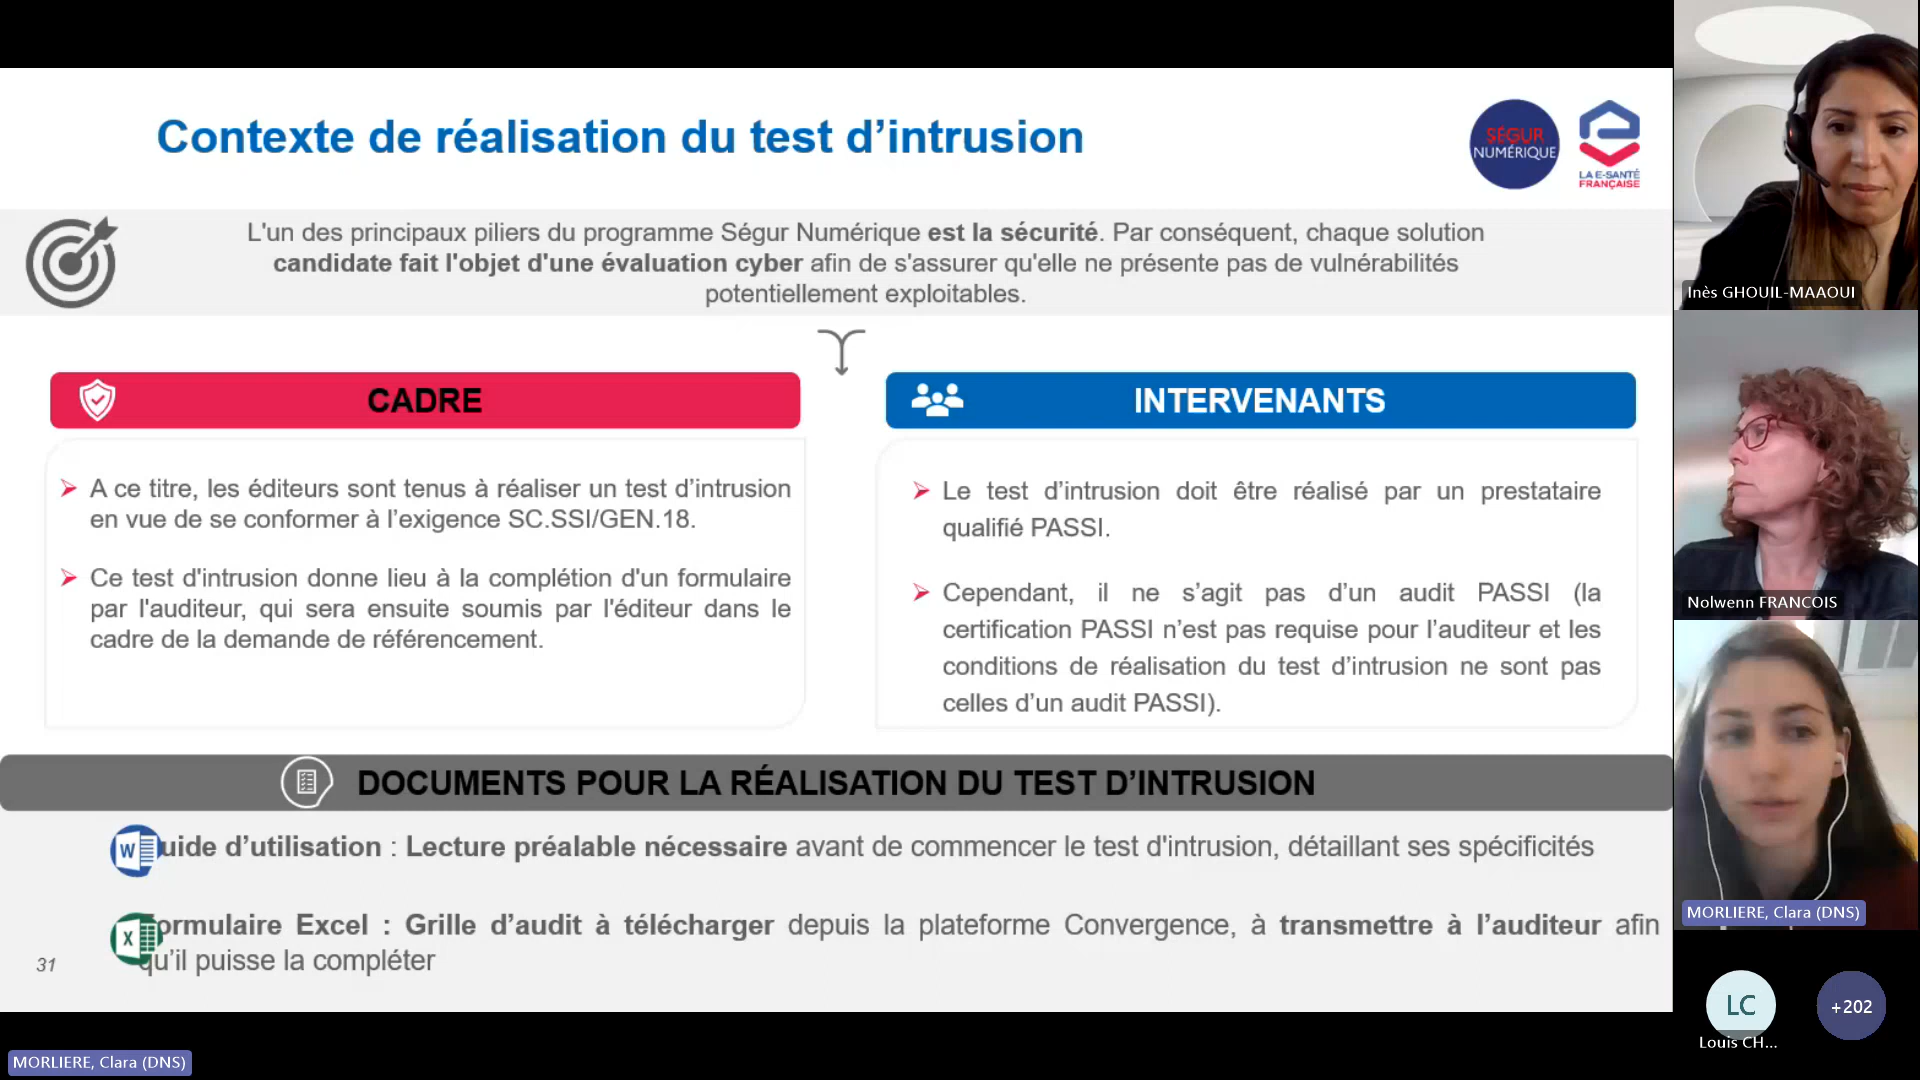 Contexte de réalisation du test d’intrusion
SÉGUR
NUMÉRIQUE
LA E-SANTÉ
FRANÇAISE
L'un des principaux piliers du programme Ségur Numérique est la sécurité. Par conséquent, chaque solution
candidate fait l'objet d'une évaluation cyber afin de s'assurer qu'elle ne présente pas de vulnérabilités
potentiellement exploitables.
CADRE
A ce titre, les éditeurs sont tenus à réaliser un test d’intrusion
en vue de se conformer à l’exigence SC.SSI/GEN.18.
Ce test d'intrusion donne lieu à la complétion d'un formulaire
par l'auditeur, qui sera ensuite soumis par l'éditeur dans le
cadre de la demande de référencement.
INTERVENANTS
Le test d’intrusion doit être réalisé par un prestataire
qualifié PASSI.
Cependant, il ne s’agit pas d’un audit PASSI (la
certification PASSI n’est pas requise pour l’auditeur et les
conditions de réalisation du test d’intrusion ne sont pas
celles d’un audit PASSI).
DOCUMENTS POUR LA RÉALISATION DU TEST D’INTRUSION
W
uide d’utilisation : Lecture préalable nécessaire avant de commencer le test d'intrusion, détaillant ses spécificités
X
ormulaire Excel : Grille d’audit à télécharger depuis la plateforme Convergence, à transmettre à l’auditeur afin
qu’il puisse la compléter
31
Inès GHOUIL-MAAOUI
Nolwenn FRANCOIS
MORLIERE, Clara (DNS)
LC
+202
Louis CH...
MORLIERE, Clara (DNS)